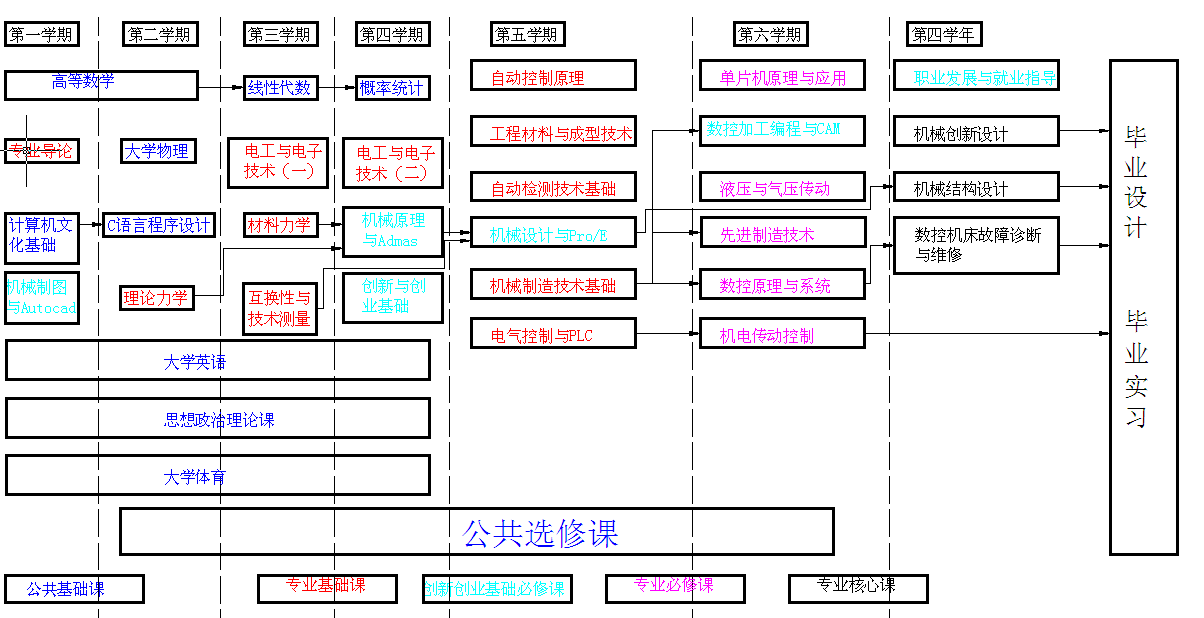 第一学期
第二学期
第三学期
第四学期
第五学期
第六学期
第四学年
高等数学
线性代数
概率统计
自动控制原理
单片机原理与应用
职业发展与就业指导
专业导论
大学物理
电工与电子
技术（一）
电工与电子
技术（二）
工程材料与成型技术
数控加工编程与CAM
机械创新设计
自动检测技术基础
液压与气压传动
机械结构设计
计算机文
化基础
C语言程序设计
材料力学
机械原理
与Admas
机械设计与Pro/E
先进制造技术
数控机床故障诊断
与维修
机械制图
与Autocad
理论力学
互换性与
技术测量
创新与创
业基础
机械制造技术基础
数控原理与系统
电气控制与PLC
机电传动控制
毕业设计
毕业实习
大学英语
思想政治理论课
大学体育
公共选修课
公共基础课
专业基础课
创新创业基础必修课
专业必修课
专业核心课